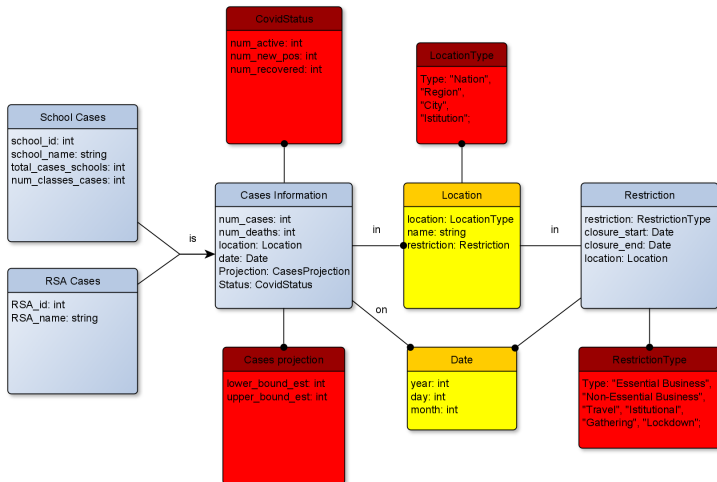 CovidStatus
num_active: int
num_new_pos: int
num_recovered: int
LocationType
Type: "Nation",
"Region",
"City",
"Istitution";
School Cases
school_id: int
school_name: string
total_cases_schools: int
num_classes_cases: int
Cases Information
num_cases: int
num_deaths: int
location: Location
date: Date
Projection: CasesProjection
Status: CovidStatus
Location
location: LocationType
name: string
restriction: Restriction
Restriction
restriction: RestrictionType
closure_start: Date
closure_end: Date
location: Location
is
in
in
on
RSA Cases
RSA_id: int
RSA_name: string
Cases projection
lower_bound_est: int
upper_bound_est: int
Date
year: int
day: int
month: int
RestrictionType
Type: "Essential Business",
"Non-Essential Business",
"Travel", "Istitutional",
"Gathering", "Lockdown";